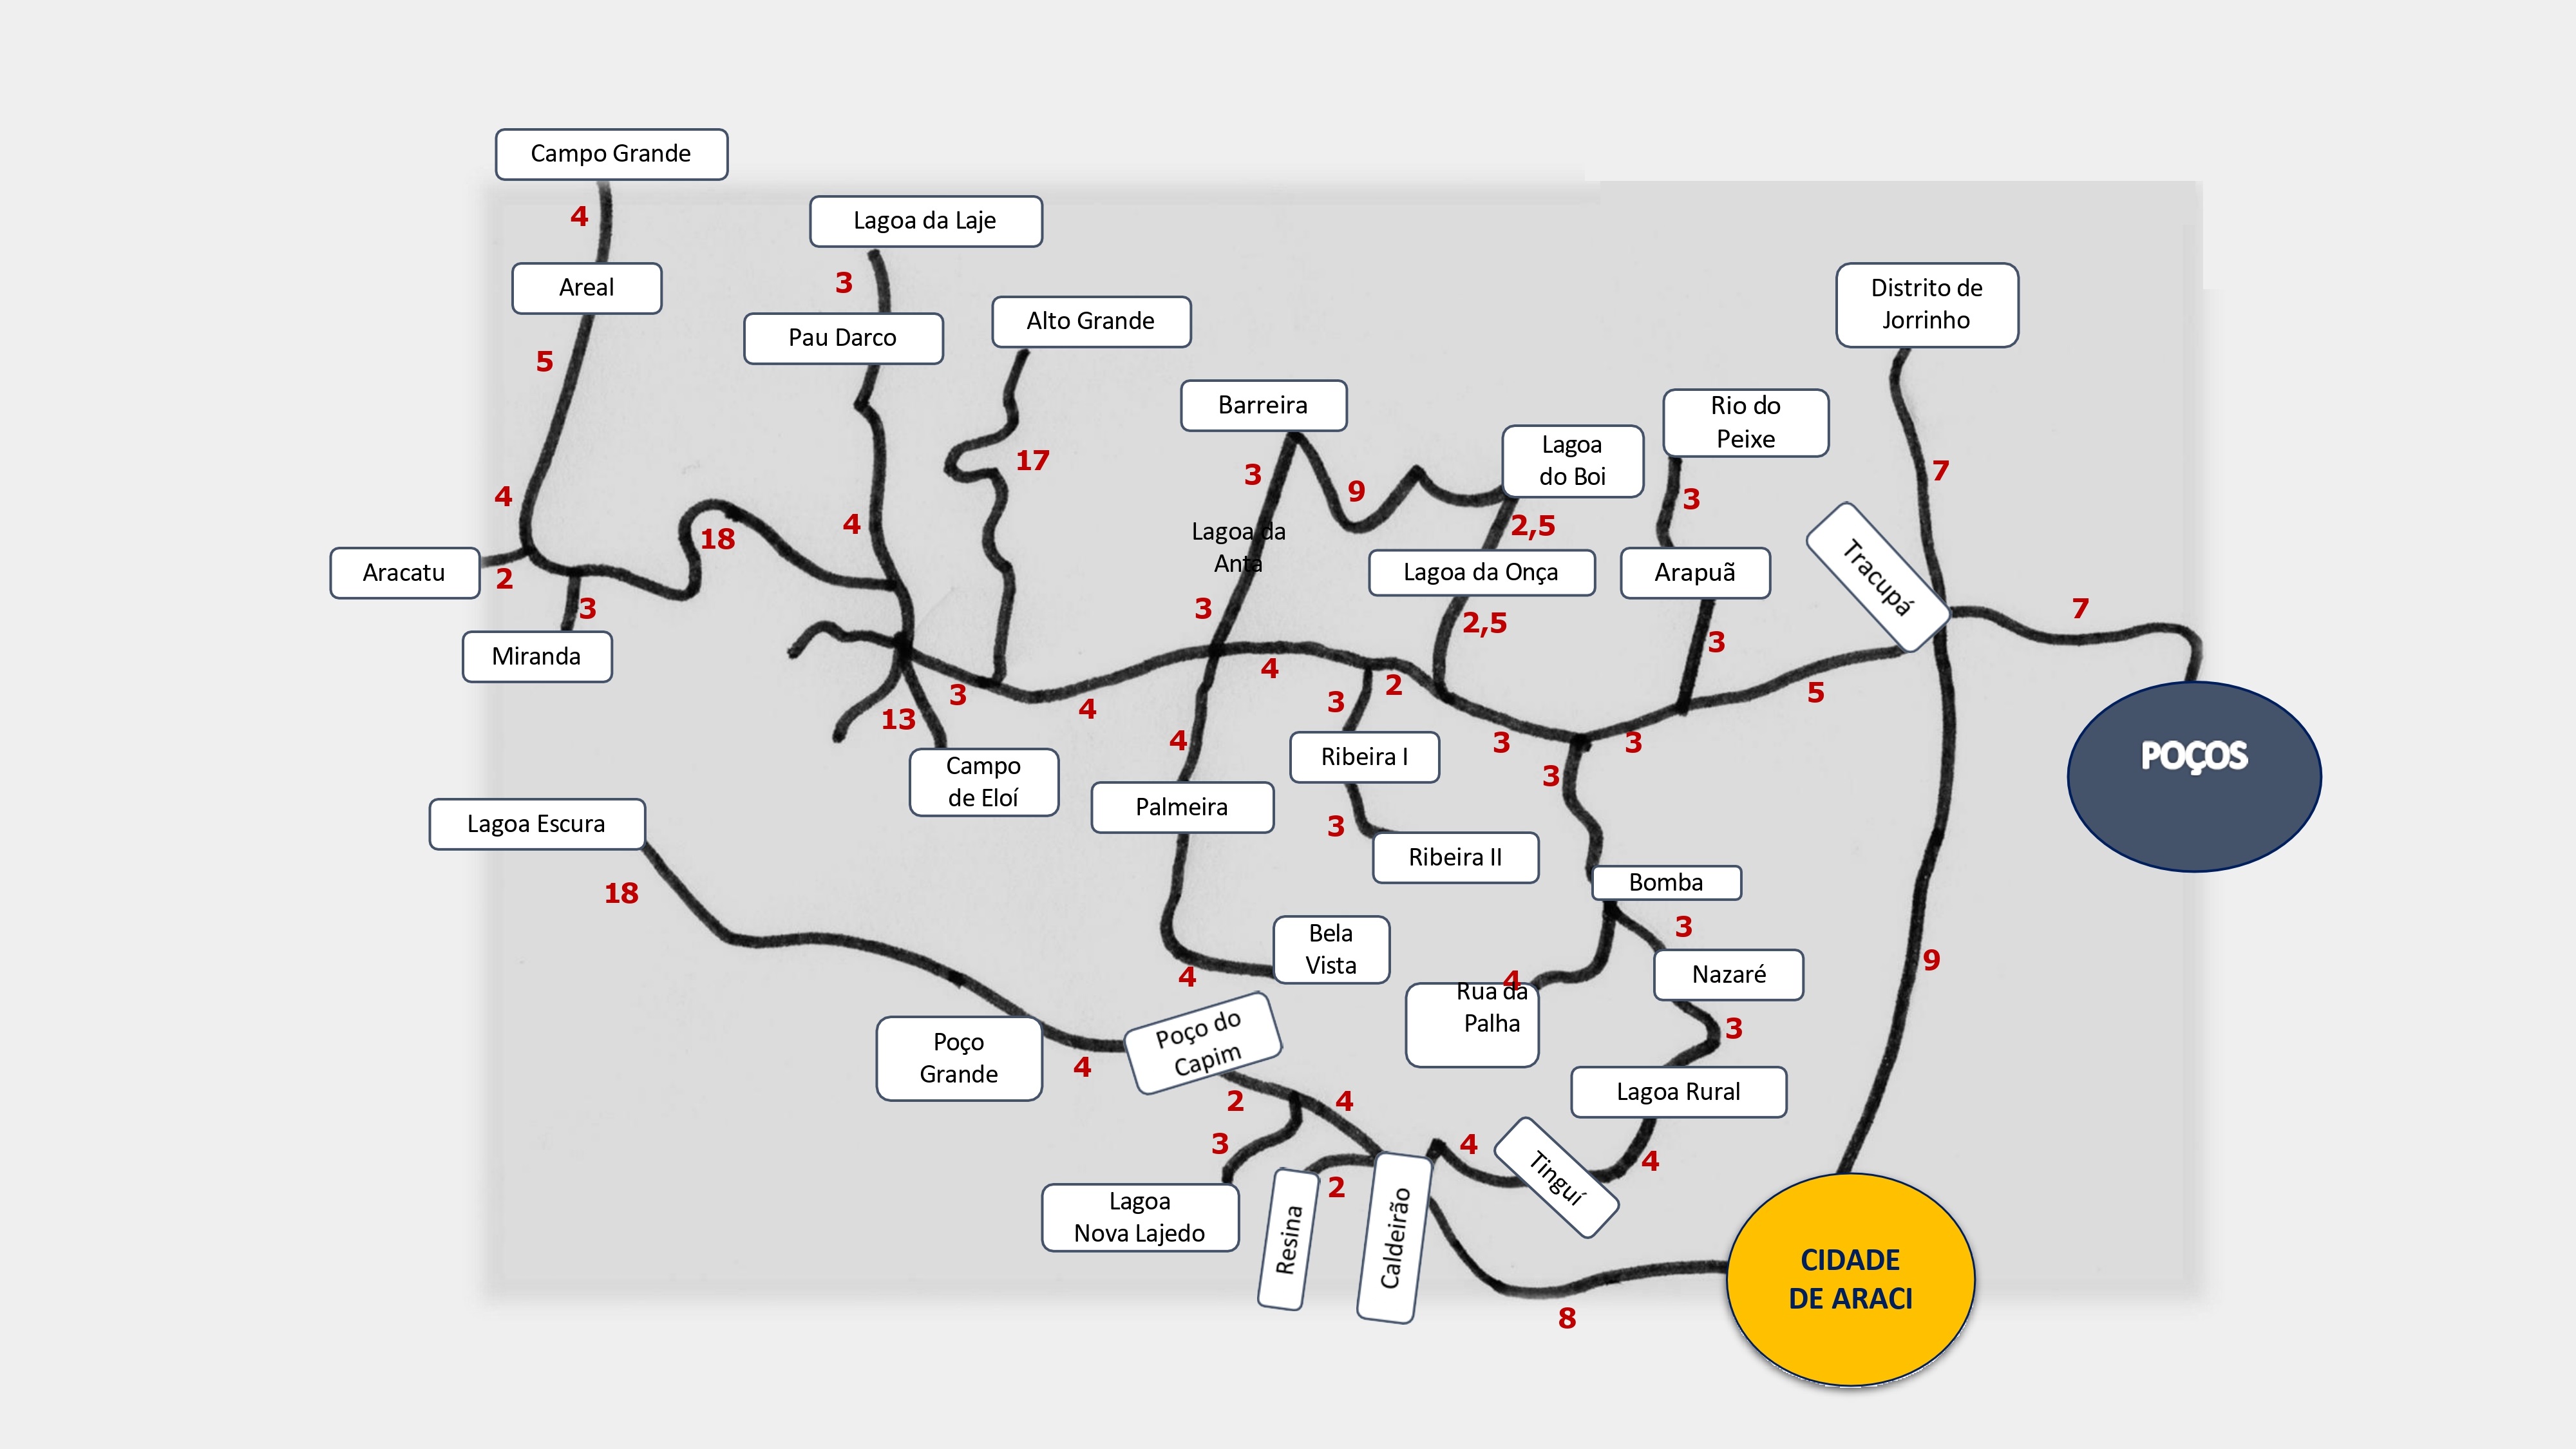 Campo Grande
4
Lagoa da Laje
Areal
3
Distrito de
Jorrinho
Alto Grande
Pau Darco
5
Barreira
Rio do
Peixe
Lagoa
do Boi
17
3
9
7
4
3
2,5
Lagoa da
Anta
4
18
Tracupá
Aracatu
2
Lagoa da Onça
Arapuã
3
3
2,5
3
7
Miranda
4
2
3
3
5
4
13
3
4
3
3
POÇOS
Ribeira I
3
Campo
de Eloí
Palmeira
Lagoa Escura
3
Ribeira II
Bomba
18
3
Bela
Vista
4
9
Nazaré
4
Rua da
Palha
3
Poço do
Capim
Poço
Grande
4
Lagoa Rural
2
4
3
4
4
Tinguí
2
Lagoa
Nova Lajedo
Resina
Caldeirão
CIDADE
DE ARACI
8